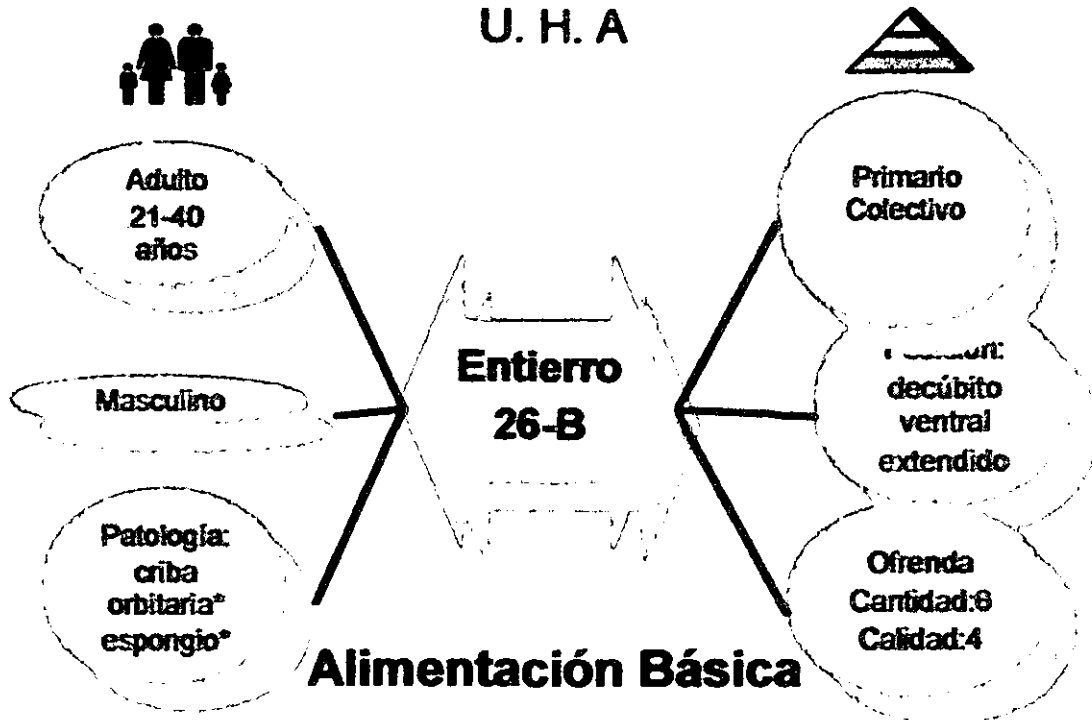 U. H. A
Adulto
21-40
años
Masculino
Patología:
criba
orbitaria*
espongio*
Entierro
26-B
Primario
Colectivo
decúbito
ventral
extendido
Ofrenda
Cantidad:
Calidad:4
Alimentación Básica